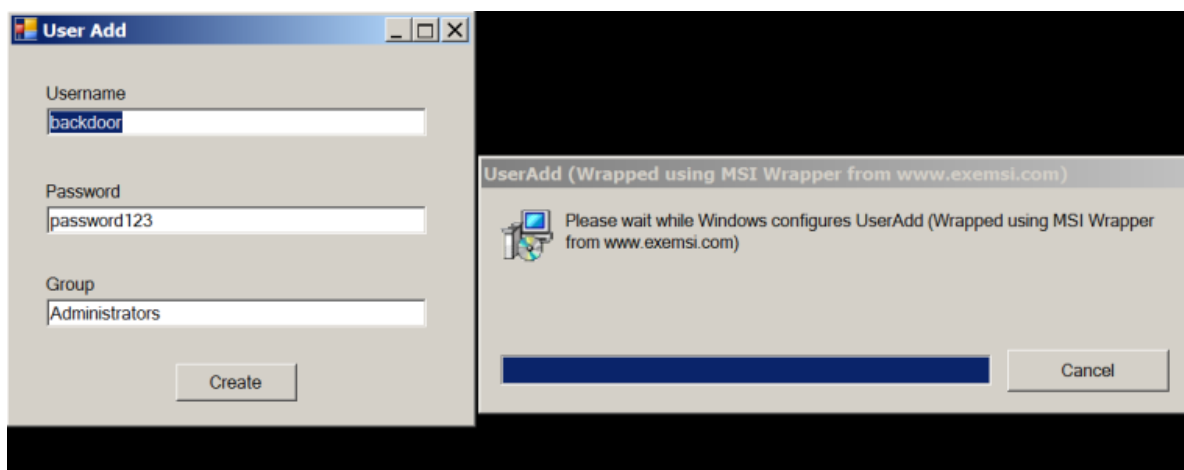 User Add
Username
backdoor
Password
password123
Group
Administrators
Create
UserAdd (Wrapped using MSI Wrapper from www.exemsi.com)
Please wait while Windows configures UserAdd (Wrapped using MSI Wrapper
from www.exemsi.com)
Cancel